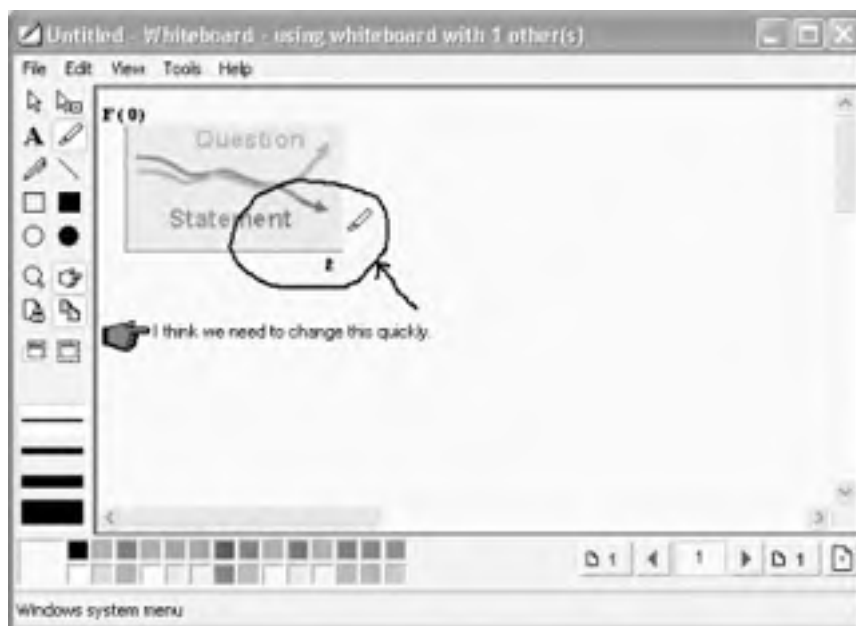 Untitled - Whiteboard - using whiteboard with 1 other(s)
File Edit View Tools Help
A
F(0)
Question
Statement
t
I think we need to change this quickly.
1 1 1
Windows system menu